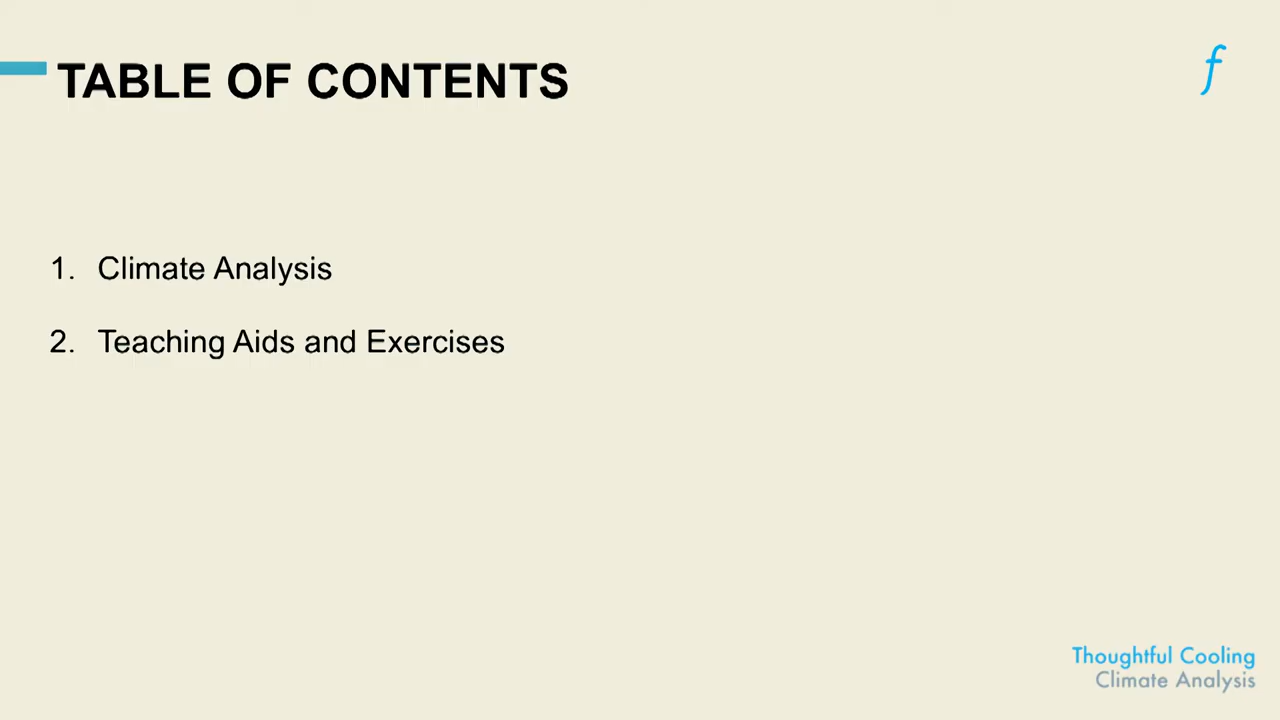 TABLE OF CONTENTS
f
1. Climate Analysis
2. Teaching Aids and Exercises
Thoughtful Cooling
Climate Analysis